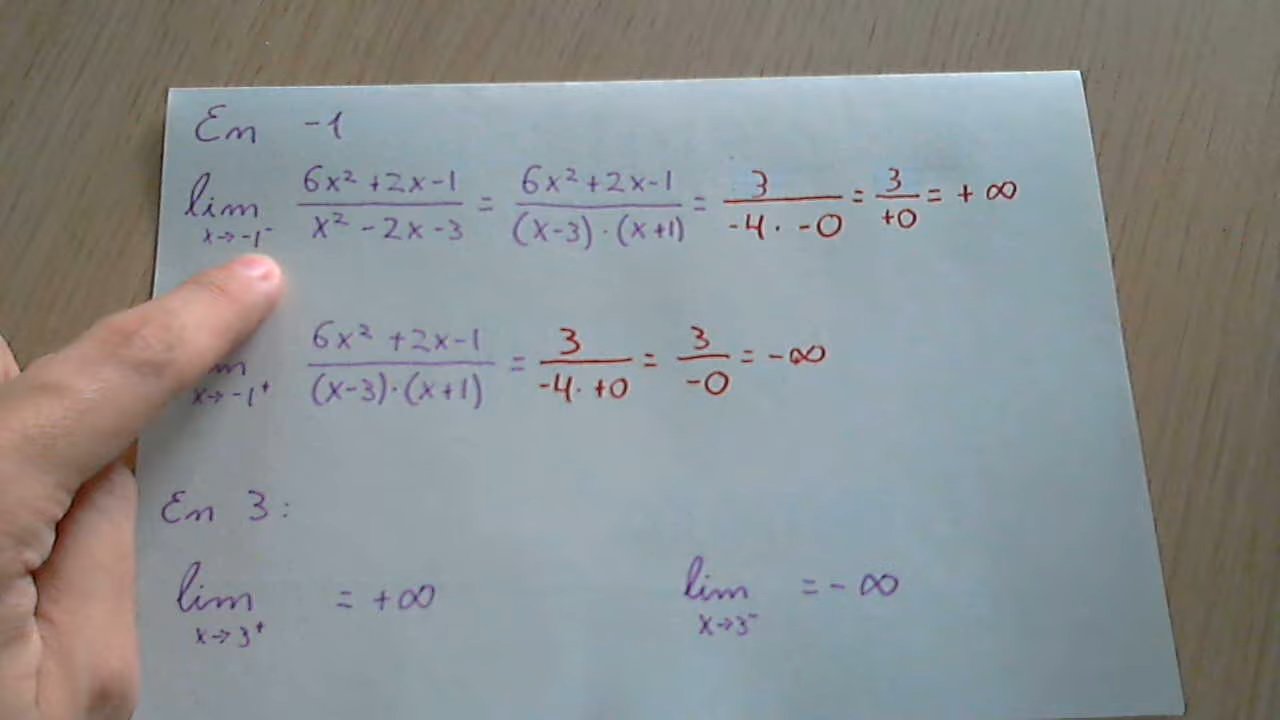 En -1
lim x→-1⁻ (6x² +2x-1)/(x² -2x -3) = (6x² +2x-1)/((x-3)·(x+1)) = 3/(-4· -0) = 3/+0 = +∞
x→-1⁺ (6x² +2x-1)/((x-3)·(x+1)) = 3/(-4· +0) = 3/-0 = -∞
En 3:
lim x→3⁺ = +∞ lim x→3⁻ = -∞